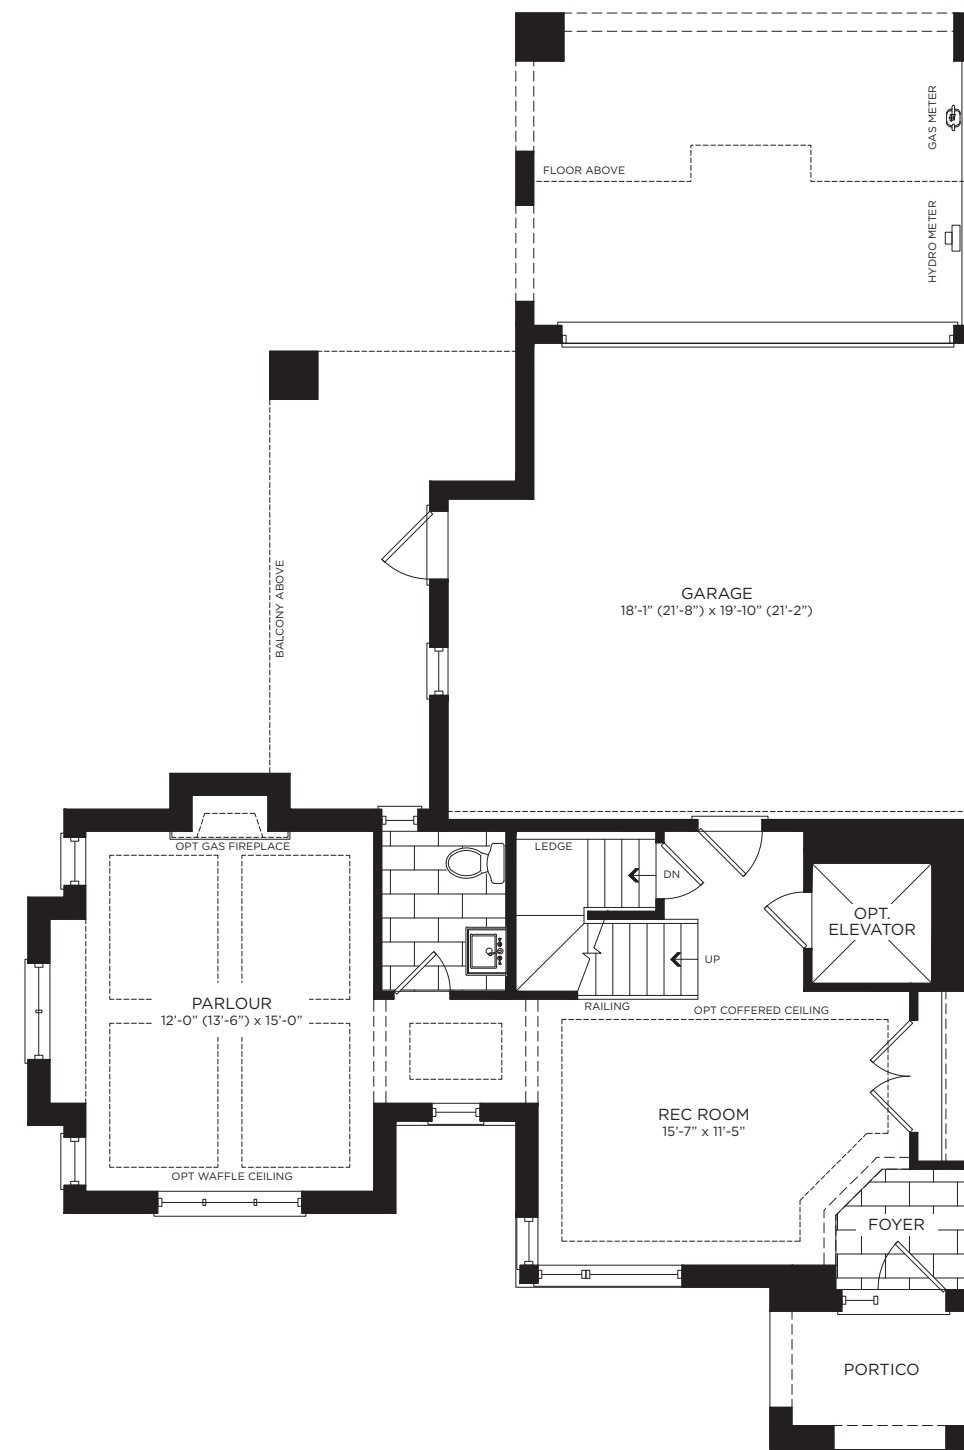 GAS METER
FLOOR ABOVE
HYDRO METER
BALCONY ABOVE
GARAGE
18'-1" (21'-8") x 19'-10" (21'-2")
OPT GAS FIREPLACE
LEDGE
DN
OPT.
ELEVATOR
UP
PARLOUR
12'-0" (13'-6") x 15'-0"
RAILING
OPT COFFERED CEILING
REC ROOM
15'-7" x 11'-5"
OPT WAFFLE CEILING
FOYER
PORTICO